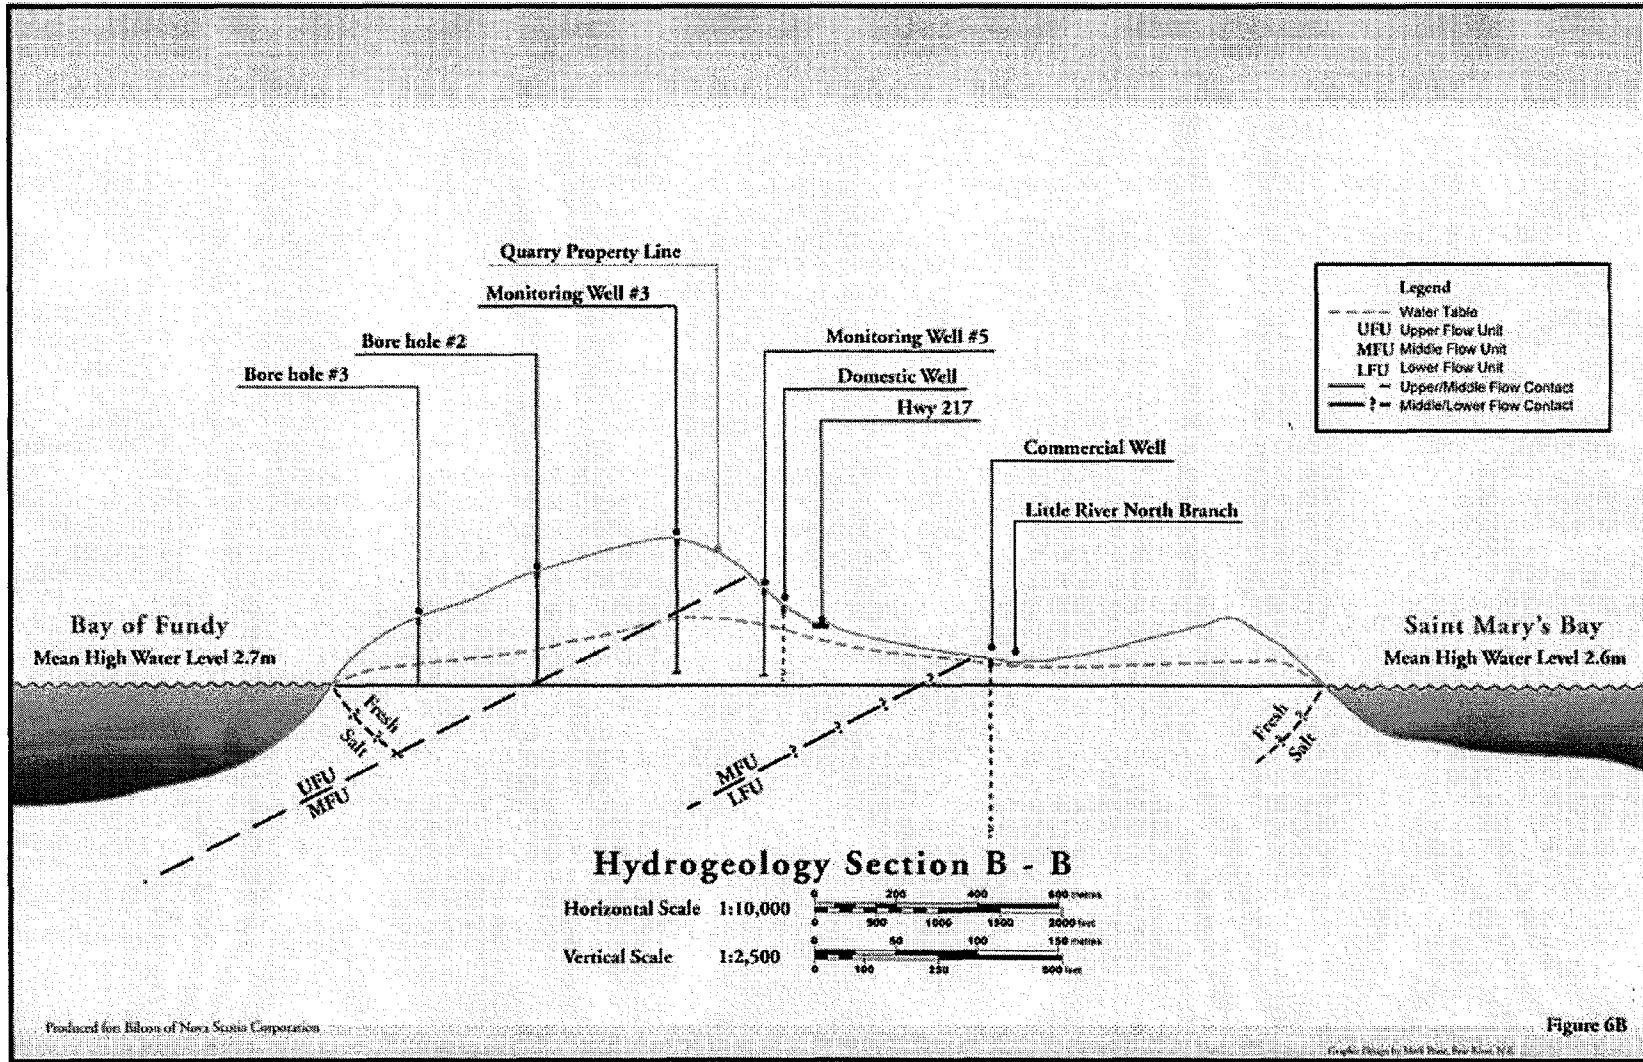 Quarry Property Line
Monitoring Well #3
Bore hole #2
Bore hole #3
Monitoring Well #5
Domestic Well
Hwy 217
Commercial Well
Little River North Branch
Legend
Water Table
UFU Upper Flow Unit
MFU Middle Flow Unit
LFU Lower Flow Unit
Upper/Middle Flow Contact
? Middle/Lower Flow Contact
Bay of Fundy
Mean High Water Level 2.7m
Saint Mary's Bay
Mean High Water Level 2.6m
Fresh
Salt
UFU
MFU
? ? ? ?
MFU
LFU
Fresh
Salt
Hydrogeology Section B - B
Horizontal Scale 1:10,000
0 200 400 600 metres
0 500 1000 1500 2000 feet
Vertical Scale 1:2,500
0 50 100 150 metres
0 100 250 500 feet
Produced for: Bilcon of Nova Scotia Corporation
Figure 6B
Graphic Design by